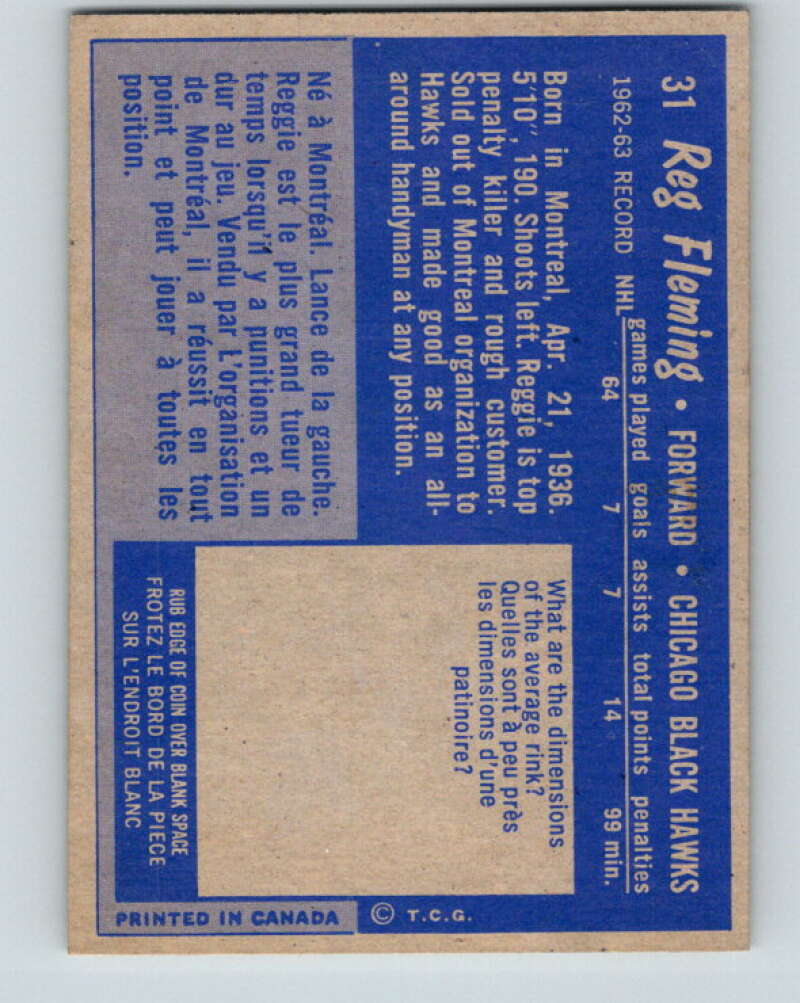 31 Reg Fleming • FORWARD • CHICAGO BLACK HAWKS
1962-63 RECORD NHL games played goals assists total points penalties
64 7 7 14 99 min.
Born in Montreal, Apr. 21, 1936.
5'10", 190. Shoots left. Reggie is top
penalty killer and rough customer.
Sold out of Montreal organization to
Hawks and made good as an all-
around handyman at any position.
Né à Montréal. Lance de la gauche.
Reggie est le plus grand tueur de
temps lorsqu'il y a punitions et un
dur au jeu. Vendu par L'organisation
de Montréal, il a réussit en tout
point et peut jouer à toutes les
position.
What are the dimensions
of the average rink?
Quelles sont à peu près
les dimensions d'une
patinoire?
RUB EDGE OF COIN OVER BLANK SPACE
FROTEZ LE BORD DE LA PIECE
SUR L'ENDROIT BLANC
PRINTED IN CANADA © T.C.G.